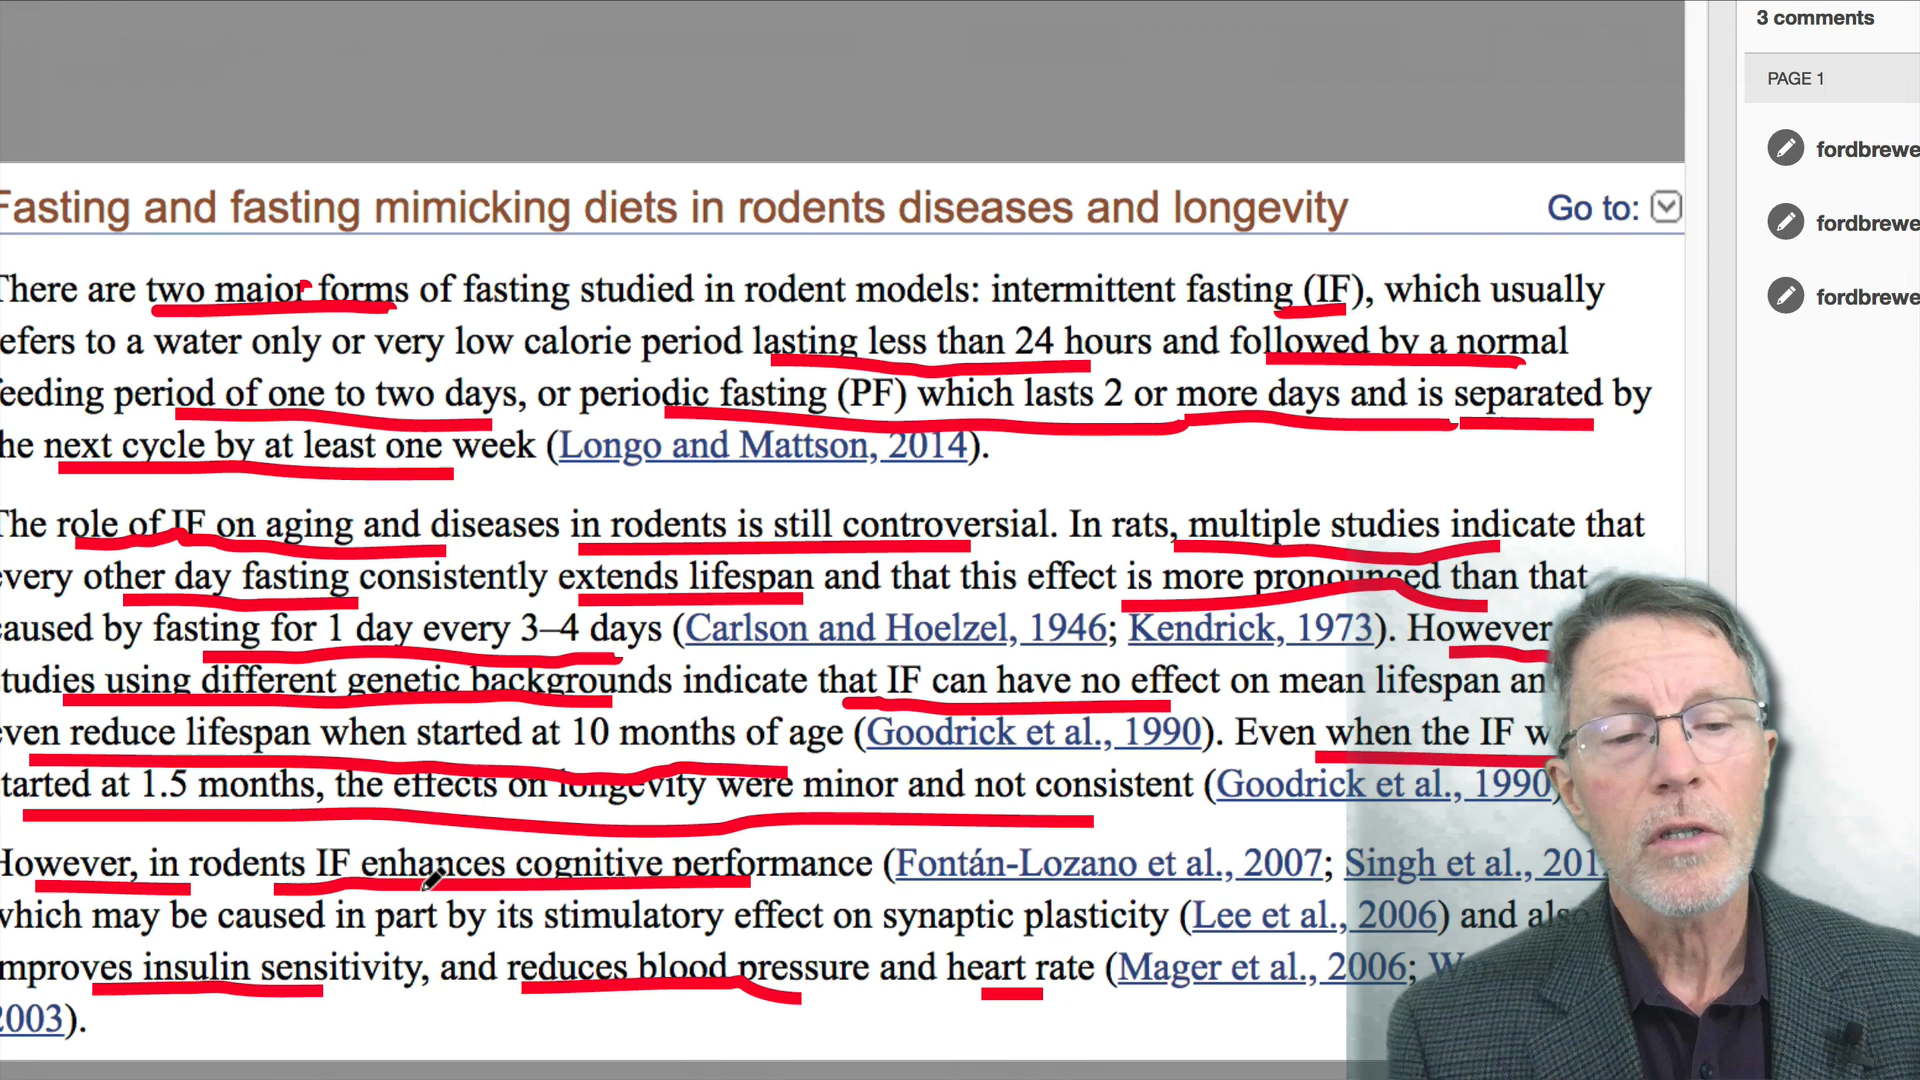 3 comments
PAGE 1
fordbrewe
fordbrewe
fordbrewe
Fasting and fasting mimicking diets in rodents diseases and longevity Go to:
There are two major forms of fasting studied in rodent models: intermittent fasting (IF), which usually
efers to a water only or very low calorie period lasting less than 24 hours and followed by a normal
feeding period of one to two days, or periodic fasting (PF) which lasts 2 or more days and is separated by
he next cycle by at least one week (Longo and Mattson, 2014).
The role of IF on aging and diseases in rodents is still controversial. In rats, multiple studies indicate that
every other day fasting consistently extends lifespan and that this effect is more pronounced than that
caused by fasting for 1 day every 3–4 days (Carlson and Hoelzel, 1946; Kendrick, 1973). However
tudies using different genetic backgrounds indicate that IF can have no effect on mean lifespan an
even reduce lifespan when started at 10 months of age (Goodrick et al., 1990). Even when the IF w
tarted at 1.5 months, the effects on longevity were minor and not consistent (Goodrick et al., 1990)
However, in rodents IF enhances cognitive performance (Fontán-Lozano et al., 2007; Singh et al., 201
which may be caused in part by its stimulatory effect on synaptic plasticity (Lee et al., 2006) and also
mproves insulin sensitivity, and reduces blood pressure and heart rate (Mager et al., 2006;
2003).